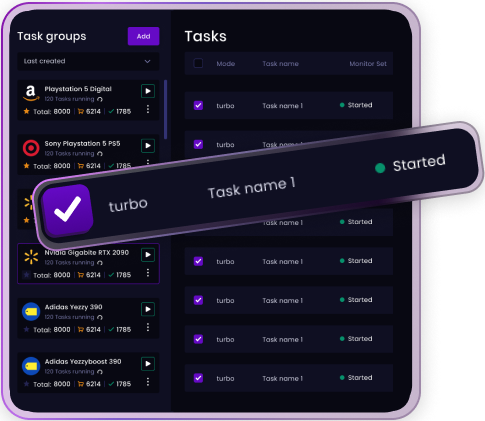 Task groups
Add
Last created
a
Playstation 5 Digital
120 Tasks running
Total: 8000 6214 1785
Sony Playstation 5 PS5
120 Tasks running
Total: 8000 6214 1785
Nvidia Gigabite RTX 2090
120 Tasks running
Total: 8000 6214 1785
Adidas Yezzy 390
120 Tasks running
Total: 8000 6214 1785
Adidas Yezzyboost 390
120 Tasks running
Total: 8000 6214 1785
Tasks
Mode Task name Monitor Set
turbo Task name 1 Started
turbo Task name 1
turbo Task name 1 Started
Started
turbo Task name 1 Started
turbo Task name 1 Started
turbo Task name 1 Started
turbo Task name 1 Started